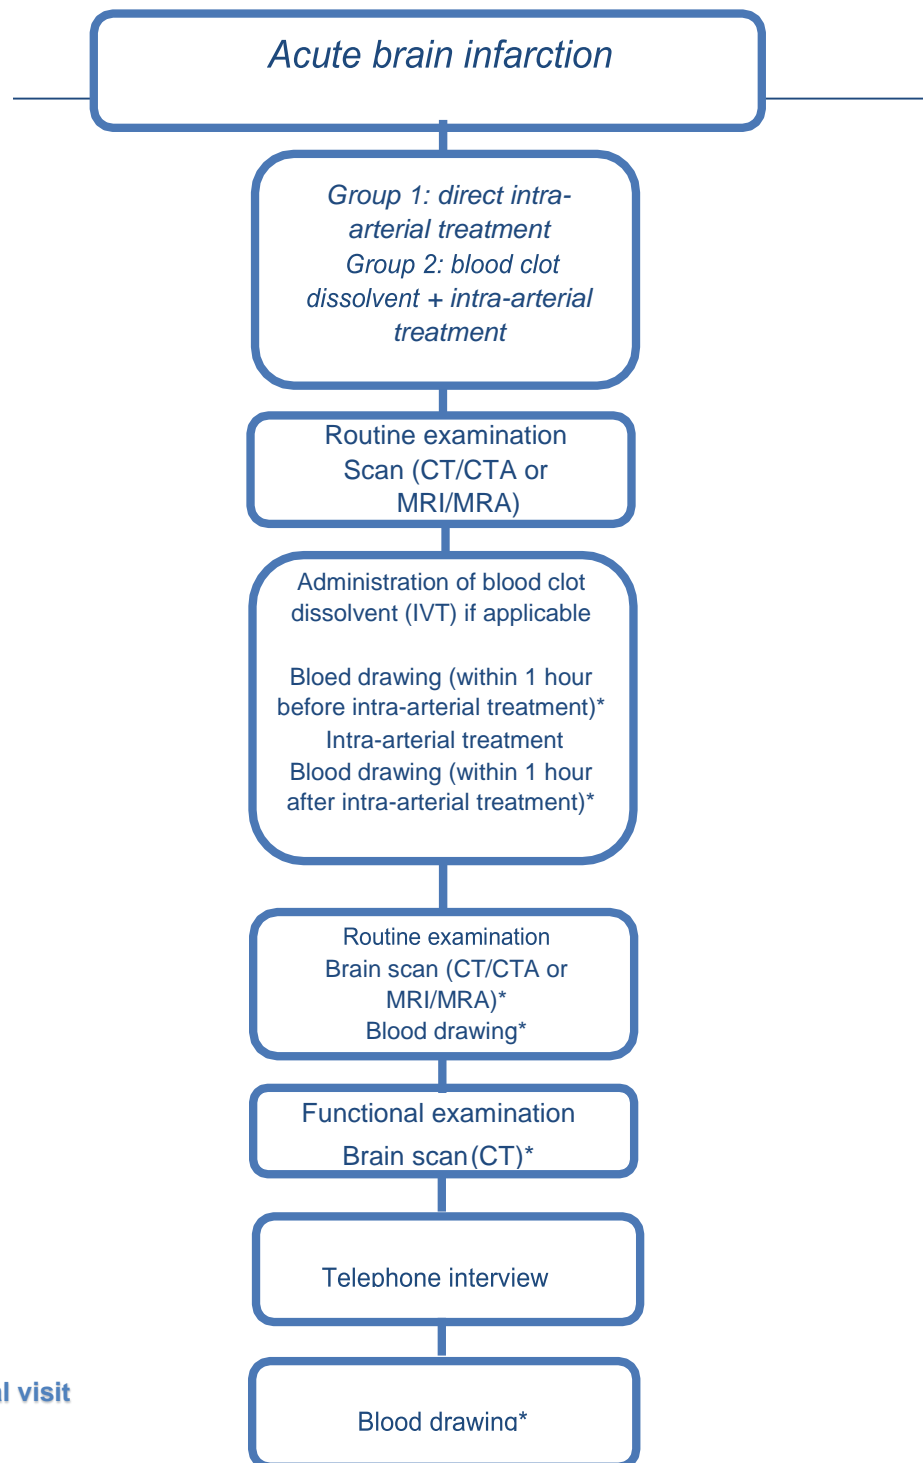 Acute brain infarction
Group 1: direct intra-
arterial treatment
Group 2: blood clot
dissolvent + intra-arterial
treatment
Routine examination
Scan (CT/CTA or
MRI/MRA)
Administration of blood clot
dissolvent (IVT) if applicable
Bloed drawing (within 1 hour
before intra-arterial treatment)*
Intra-arterial treatment
Blood drawing (within 1 hour
after intra-arterial treatment)*
Routine examination
Brain scan (CT/CTA or
MRI/MRA)*
Blood drawing*
Functional examination
Brain scan (CT)*
Telephone interview
visit
Blood drawing*